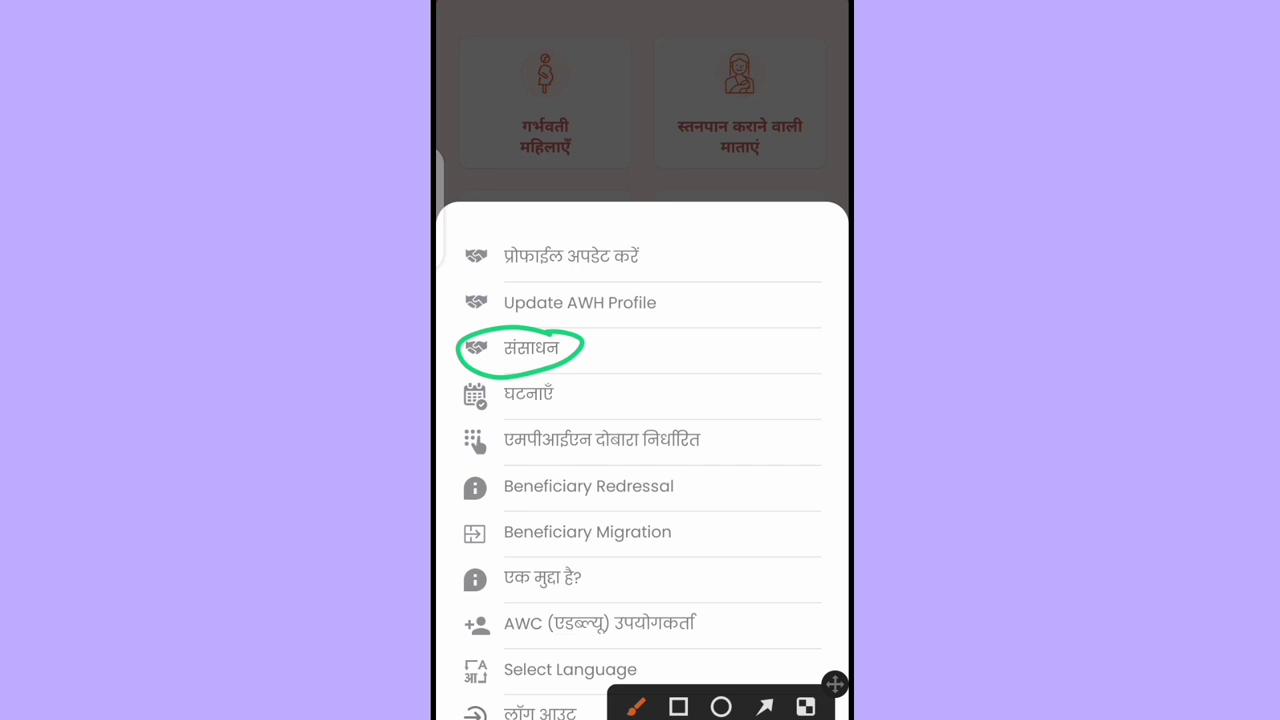 गर्भवती
महिलाएँ
स्तनपान कराने वाली
माताएं
प्रोफाईल अपडेट करें
Update AWH Profile
संसाधन
घटनाएँ
एमपीआईएन दोबारा निर्धारित
Beneficiary Redressal
Beneficiary Migration
एक मुद्दा है?
AWC (एडब्ल्यू) उपयोगकर्ता
Select Language
लॉग आउट